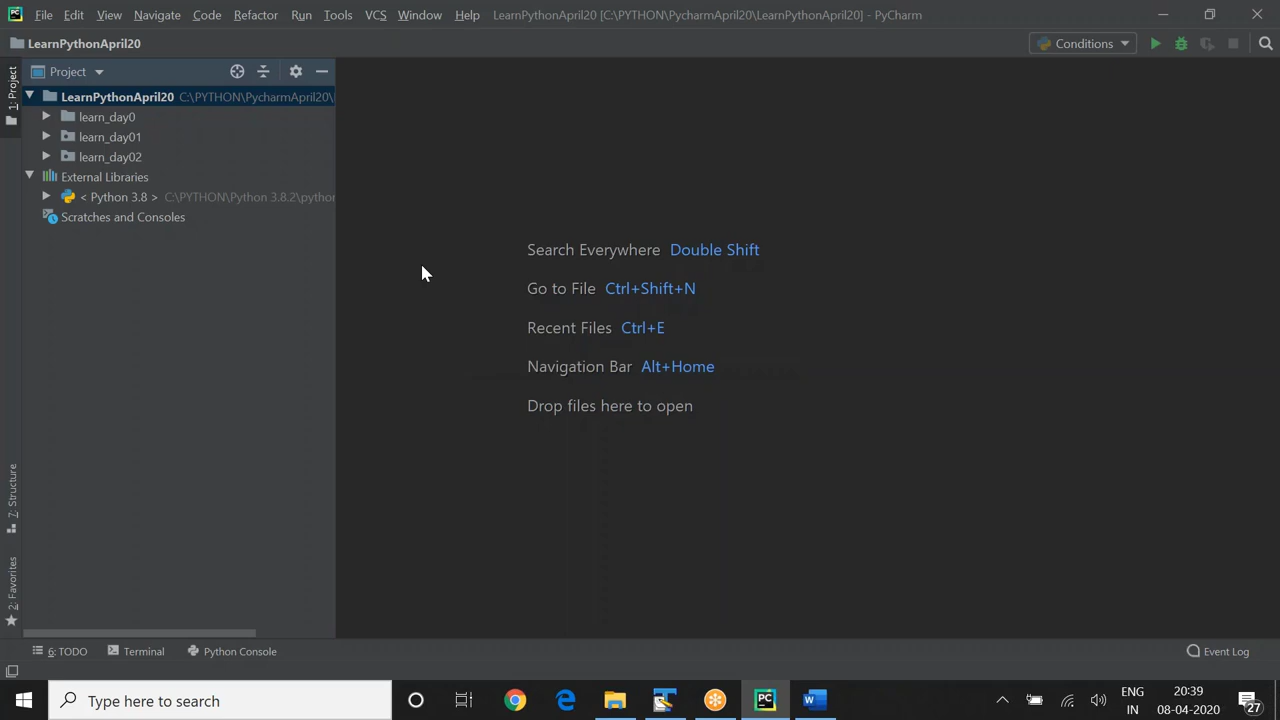 File Edit View Navigate Code Refactor Run Tools VCS Window Help LearnPythonApril20 [C:\PYTHON\PycharmApril20\LearnPythonApril20] - PyCharm
LearnPythonApril20
Conditions
1: Project
Project
LearnPythonApril20 C:\PYTHON\PycharmApril20\
learn_day0
learn_day01
learn_day02
External Libraries
< Python 3.8 > C:\PYTHON\Python 3.8.2\python
Scratches and Consoles
Search Everywhere Double Shift
Go to File Ctrl+Shift+N
Recent Files Ctrl+E
Navigation Bar Alt+Home
Drop files here to open
7: Structure
2: Favorites
6: TODO Terminal Python Console Event Log
Type here to search
ENG
IN
20:39
08-04-2020
27